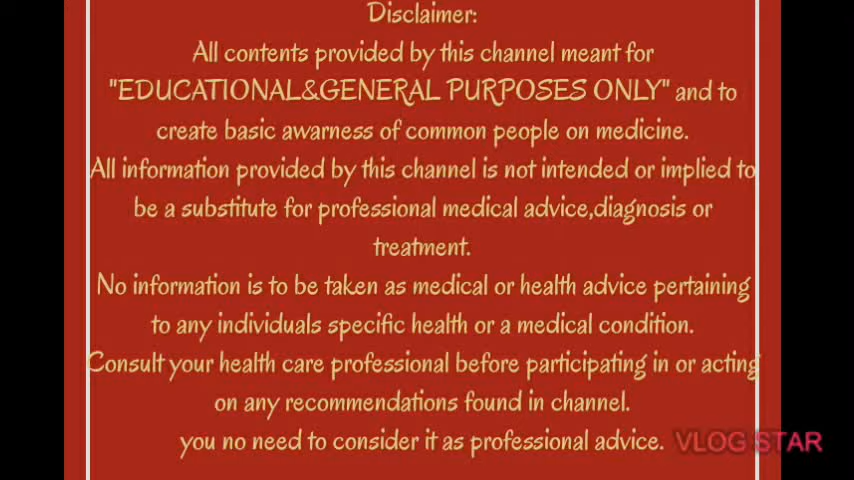 Disclaimer:
All contents provided by this channel meant for
"EDUCATIONAL&GENERAL PURPOSES ONLY" and to
create basic awarness of common people on medicine.
All information provided by this channel is not intended or implied to
be a substitute for professional medical advice,diagnosis or
treatment.
No information is to be taken as medical or health advice pertaining
to any individuals specific health or a medical condition.
Consult your health care professional before participating in or acting
on any recommendations found in channel.
you no need to consider it as professional advice.
VLOG STAR